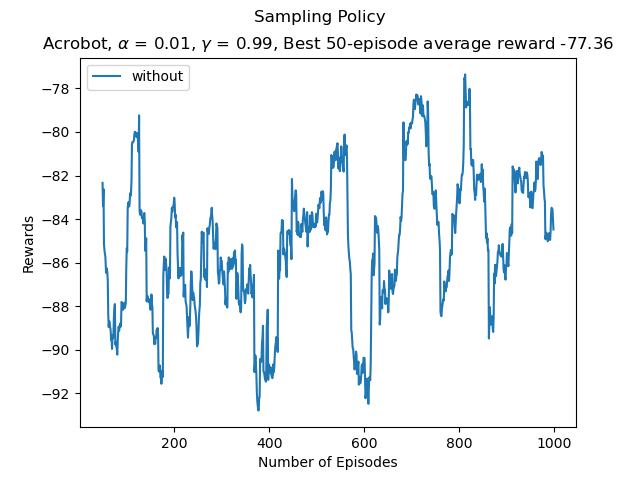 Sampling Policy
Acrobot, α = 0.01, γ = 0.99, Best 50-episode average reward -77.36
without
−78
−80
−82
−84
−86
−88
−90
−92
Rewards
200 400 600 800 1000
Number of Episodes